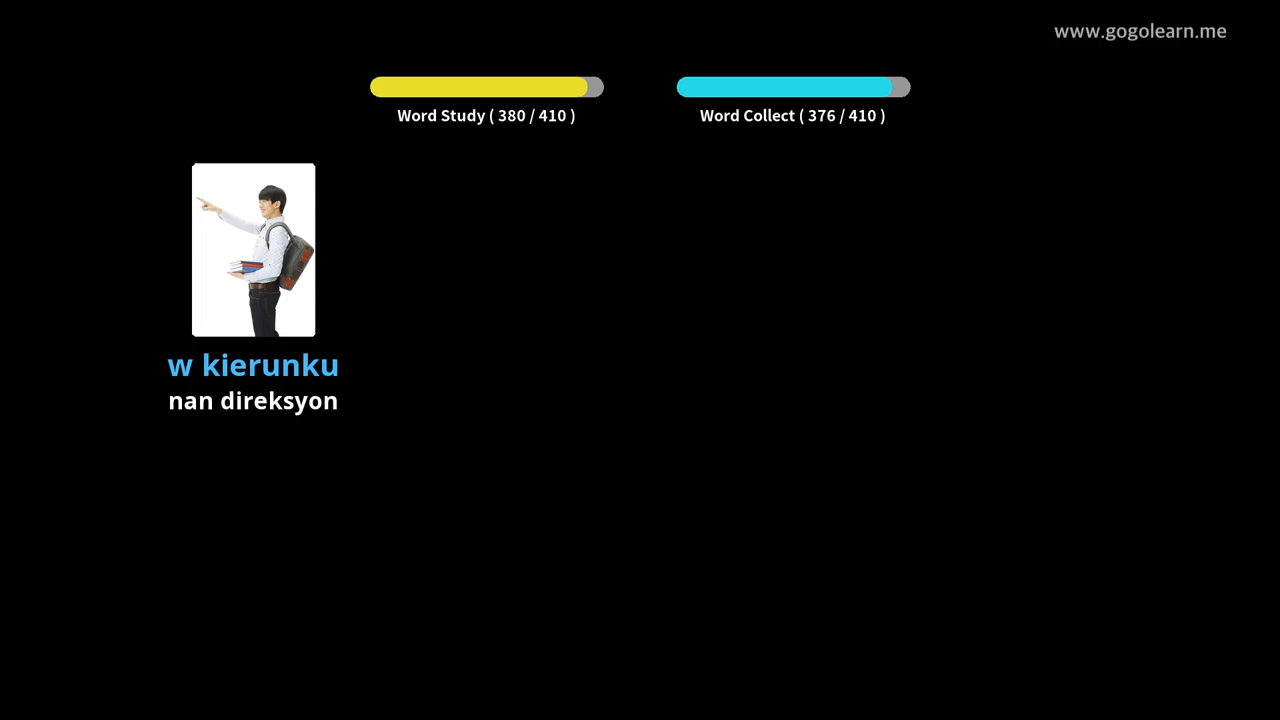 www.gogolearn.me
Word Study ( 380 / 410 )
Word Collect ( 376 / 410 )
w kierunku
nan direksyon